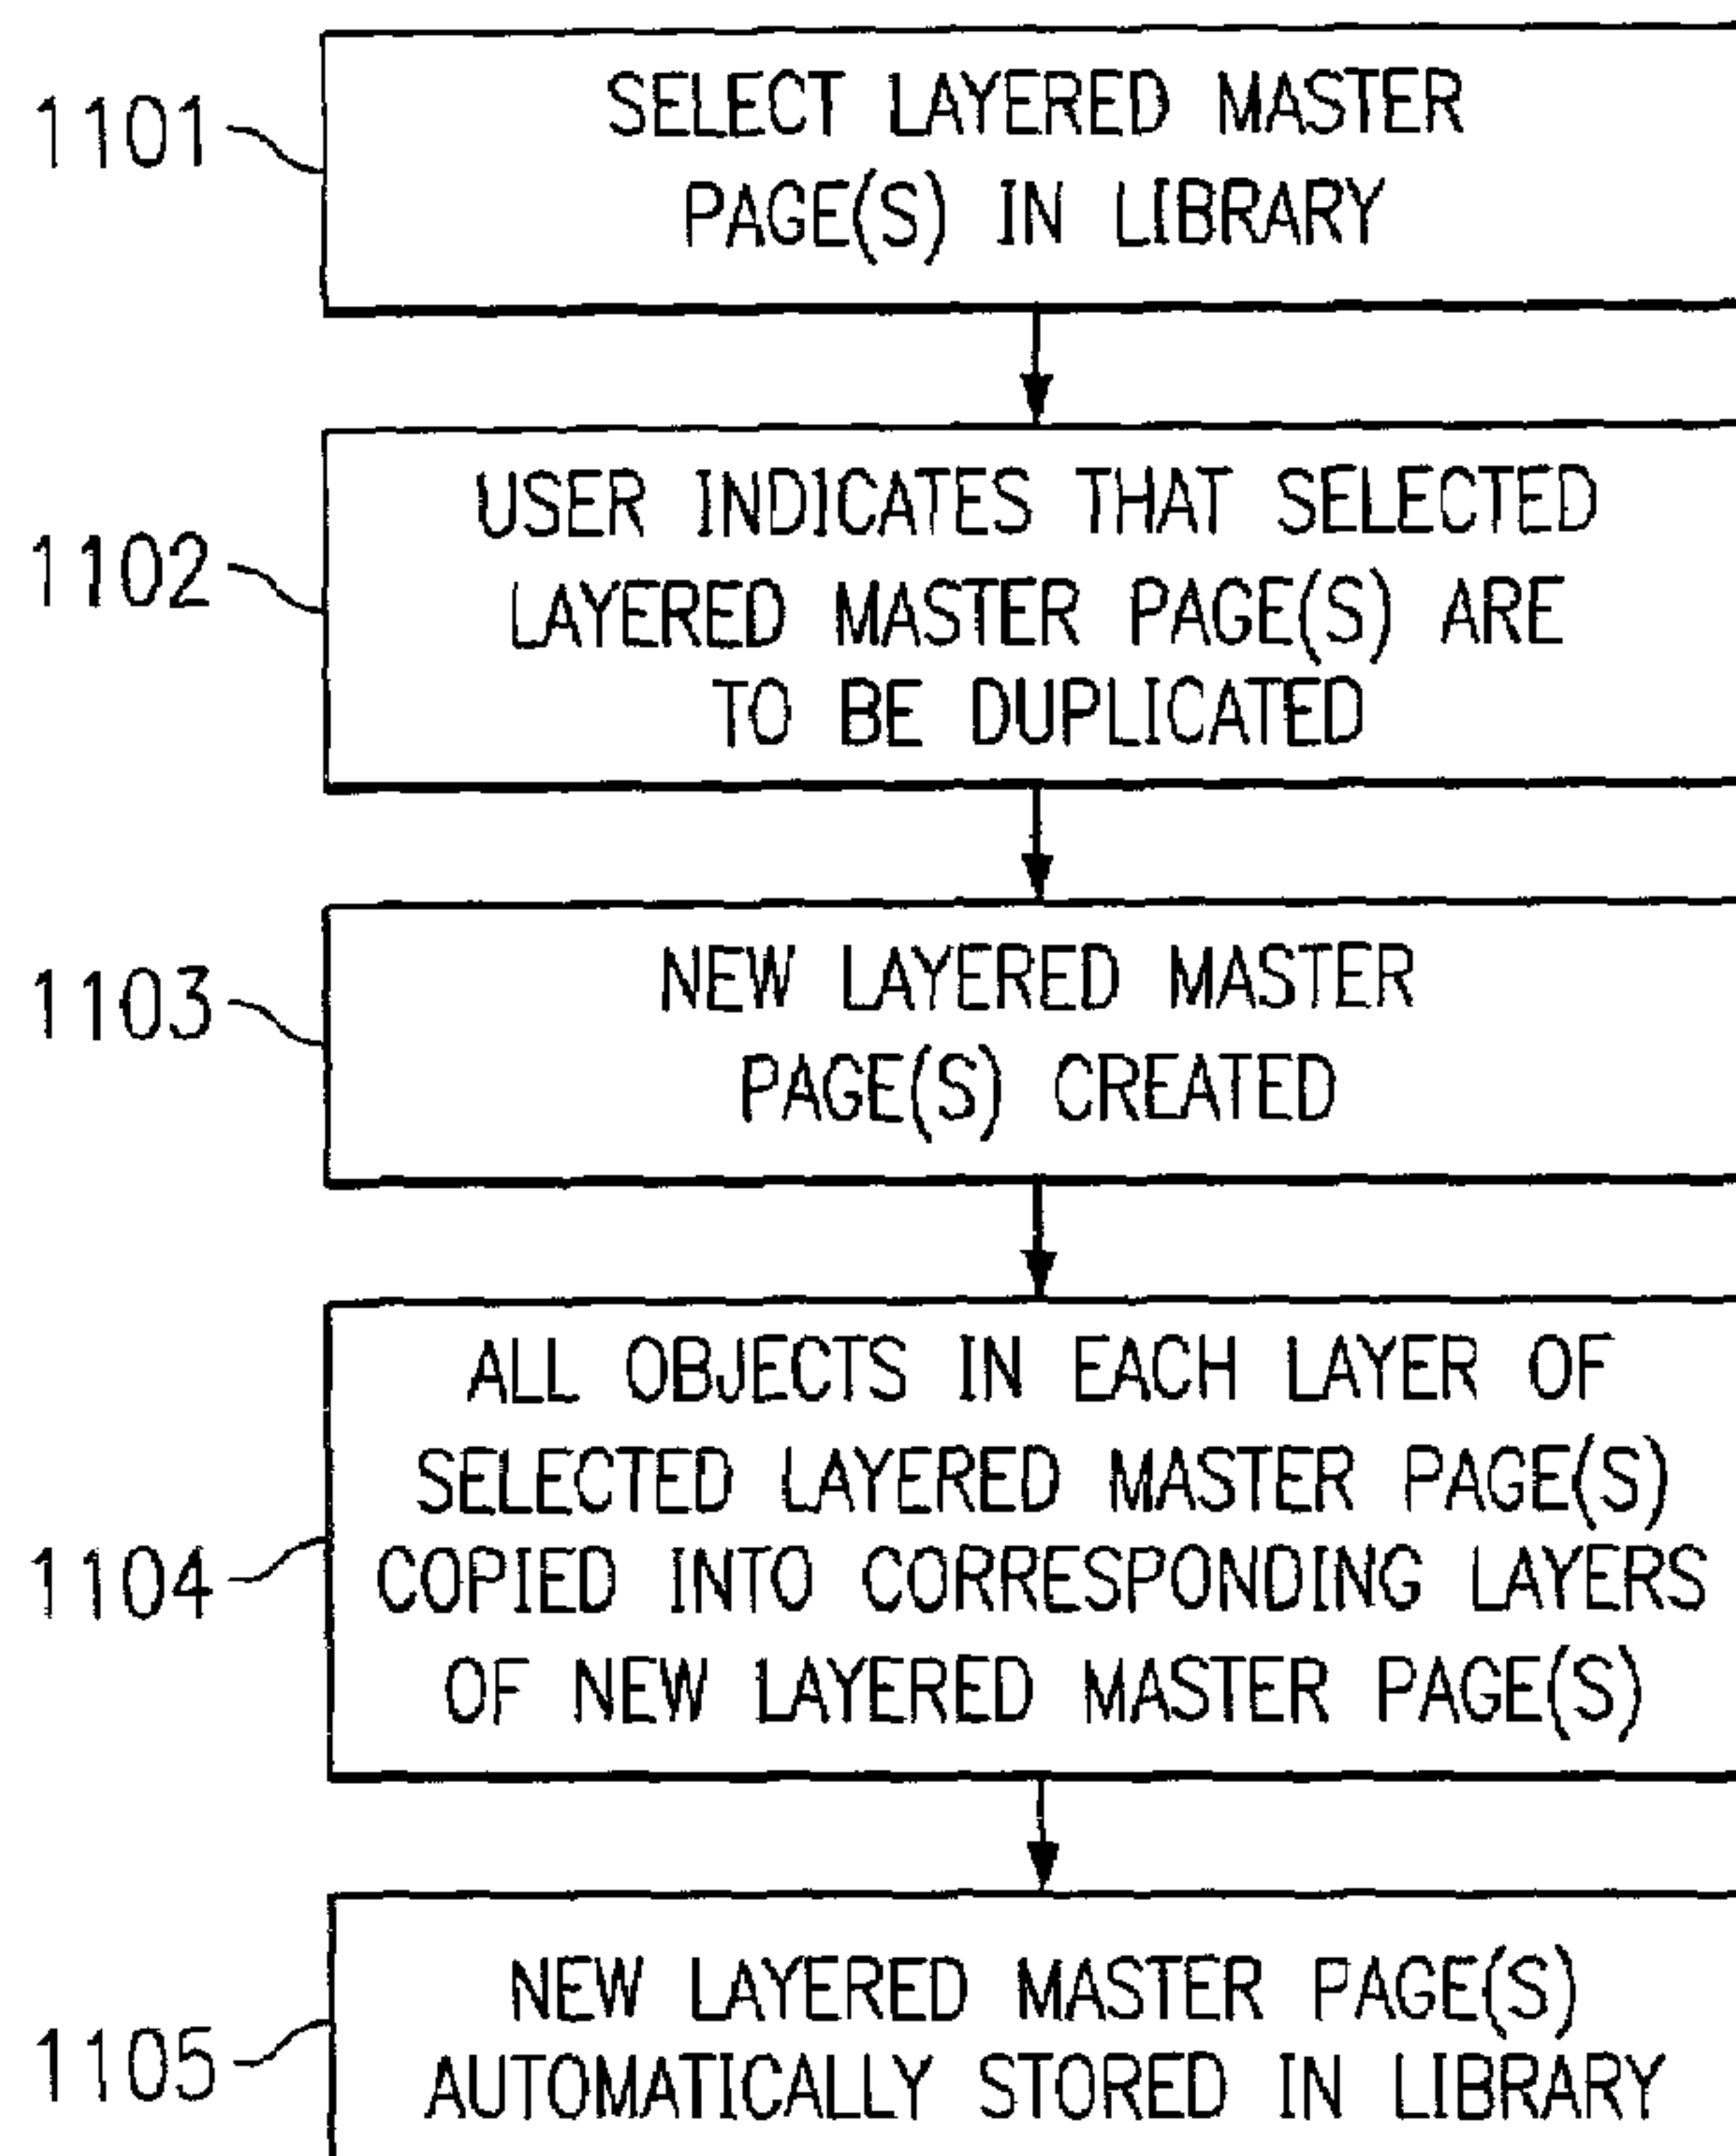 1101
SELECT LAYERED MASTER
PAGE(S) IN LIBRARY
1102
USER INDICATES THAT SELECTED
LAYERED MASTER PAGE(S) ARE
TO BE DUPLICATED
1103
NEW LAYERED MASTER
PAGE(S) CREATED
1104
ALL OBJECTS IN EACH LAYER OF
SELECTED LAYERED MASTER PAGE(S)
COPIED INTO CORRESPONDING LAYERS
OF NEW LAYERED MASTER PAGE(S)
1105
NEW LAYERED MASTER PAGE(S)
AUTOMATICALLY STORED IN LIBRARY